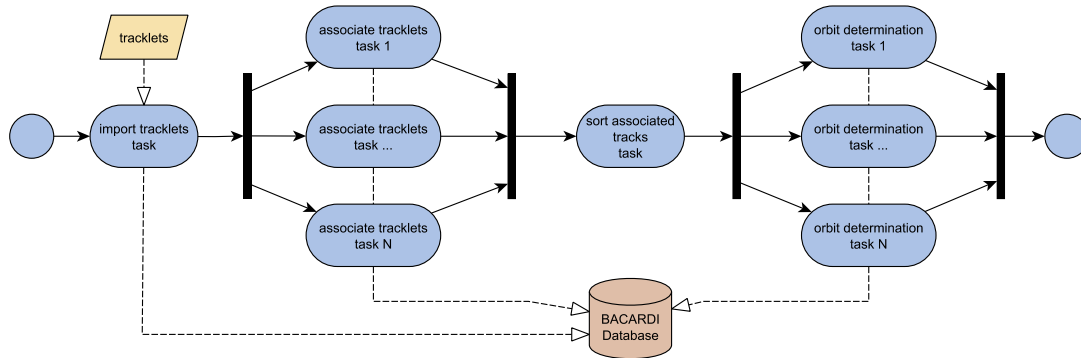 tracklets
import tracklets
task
associate tracklets
task 1
associate tracklets
task ...
associate tracklets
task N
sort associated
tracks
task
orbit determination
task 1
orbit determination
task ...
orbit determination
task N
BACARDI
Database